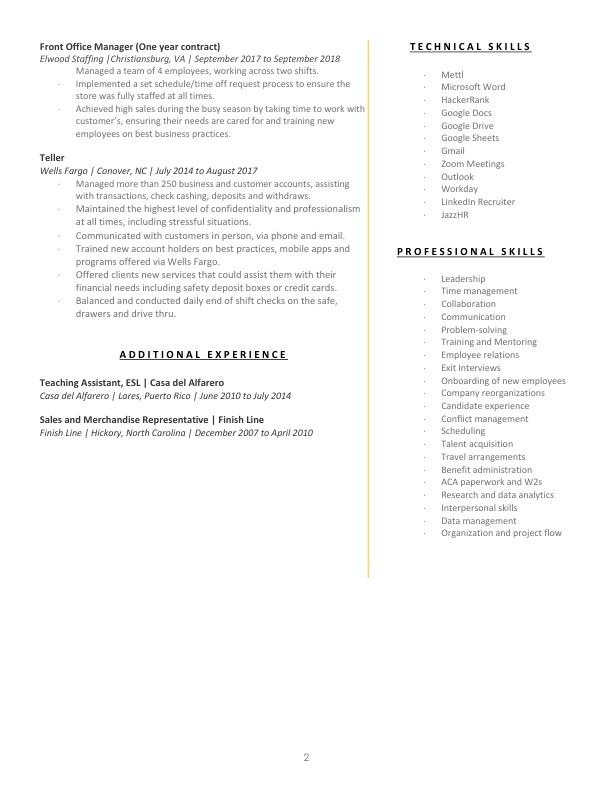 Front Office Manager (One year contract)
Elwood Staffing |Christiansburg, VA | September 2017 to September 2018
Managed a team of 4 employees, working across two shifts.
· Implemented a set schedule/time off request process to ensure the
store was fully staffed at all times.
· Achieved high sales during the busy season by taking time to work with
customer's, ensuring their needs are cared for and training new
employees on best business practices.
Teller
Wells Fargo | Conover, NC | July 2014 to August 2017
· Managed more than 250 business and customer accounts, assisting
with transactions, check cashing, deposits and withdraws.
· Maintained the highest level of confidentiality and professionalism
at all times, including stressful situations.
· Communicated with customers in person, via phone and email.
· Trained new account holders on best practices, mobile apps and
programs offered via Wells Fargo.
· Offered clients new services that could assist them with their
financial needs including safety deposit boxes or credit cards.
· Balanced and conducted daily end of shift checks on the safe,
drawers and drive thru.
ADDITIONAL EXPERIENCE
Teaching Assistant, ESL | Casa del Alfarero
Casa del Alfarero | Lares, Puerto Rico | June 2010 to July 2014
Sales and Merchandise Representative | Finish Line
Finish Line | Hickory, North Carolina | December 2007 to April 2010
TECHNICAL SKILLS
· Mettl
· Microsoft Word
· HackerRank
· Google Docs
· Google Drive
· Google Sheets
· Gmail
· Zoom Meetings
· Outlook
· Workday
· LinkedIn Recruiter
· JazzHR
PROFESSIONAL SKILLS
· Leadership
· Time management
· Collaboration
· Communication
· Problem-solving
· Training and Mentoring
· Employee relations
· Exit Interviews
· Onboarding of new employees
· Company reorganizations
· Candidate experience
· Conflict management
· Scheduling
· Talent acquisition
· Travel arrangements
· Benefit administration
· ACA paperwork and W2s
· Research and data analytics
· Interpersonal skills
· Data management
· Organization and project flow
2